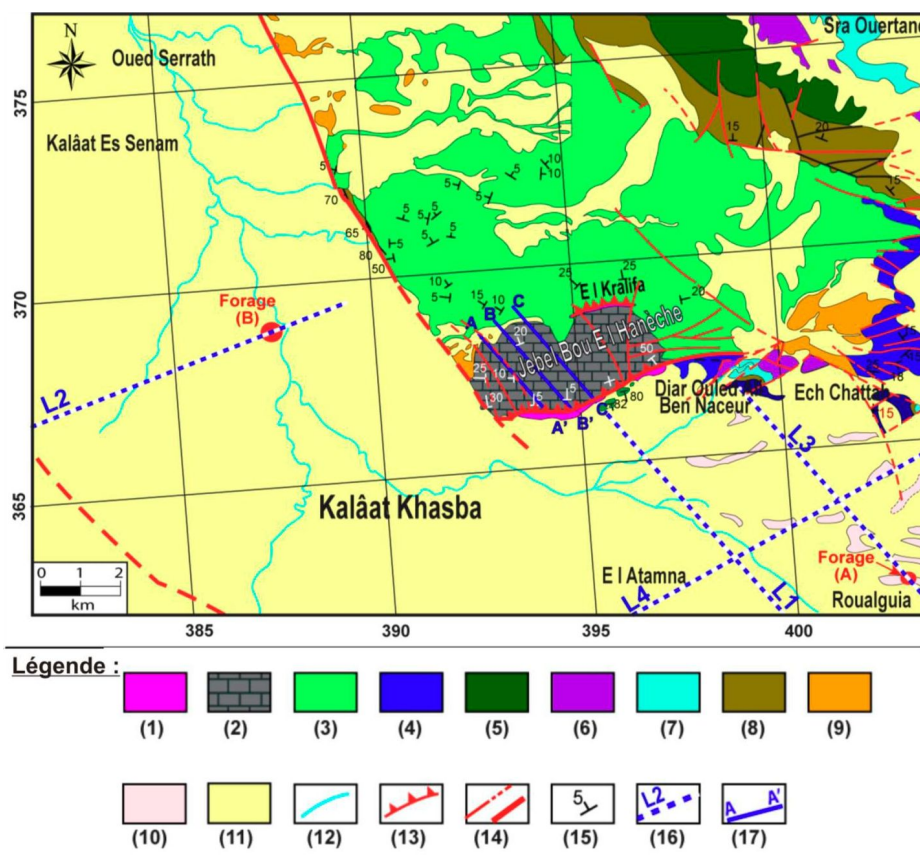 N
Oued Serrath
Sra Ouertane
375
Kalâat Es Senam
15
20
15
5
70
65
80
50
5
5
5
5
10
10
5
5
5
5
5
5
10
5
15
10
25
25
20
370
Forage
(B)
E l Kralifa
A
B
C
20
Jebel Bou E l Haneche
50
25
10
30
5
5
80
82
L2
A'
B'
C'
Diar Ouled
Ben Naceur
Ech Chattah
18
15
L3
365
Kalâat Khasba
0 1 2
km
E l Atamna
Forage
(A)
Roualguia
L4
L1
385 390 395 400
Légende :
(1) (2) (3) (4) (5) (6) (7) (8) (9)
5
L2
A A'
(10) (11) (12) (13) (14) (15) (16) (17)